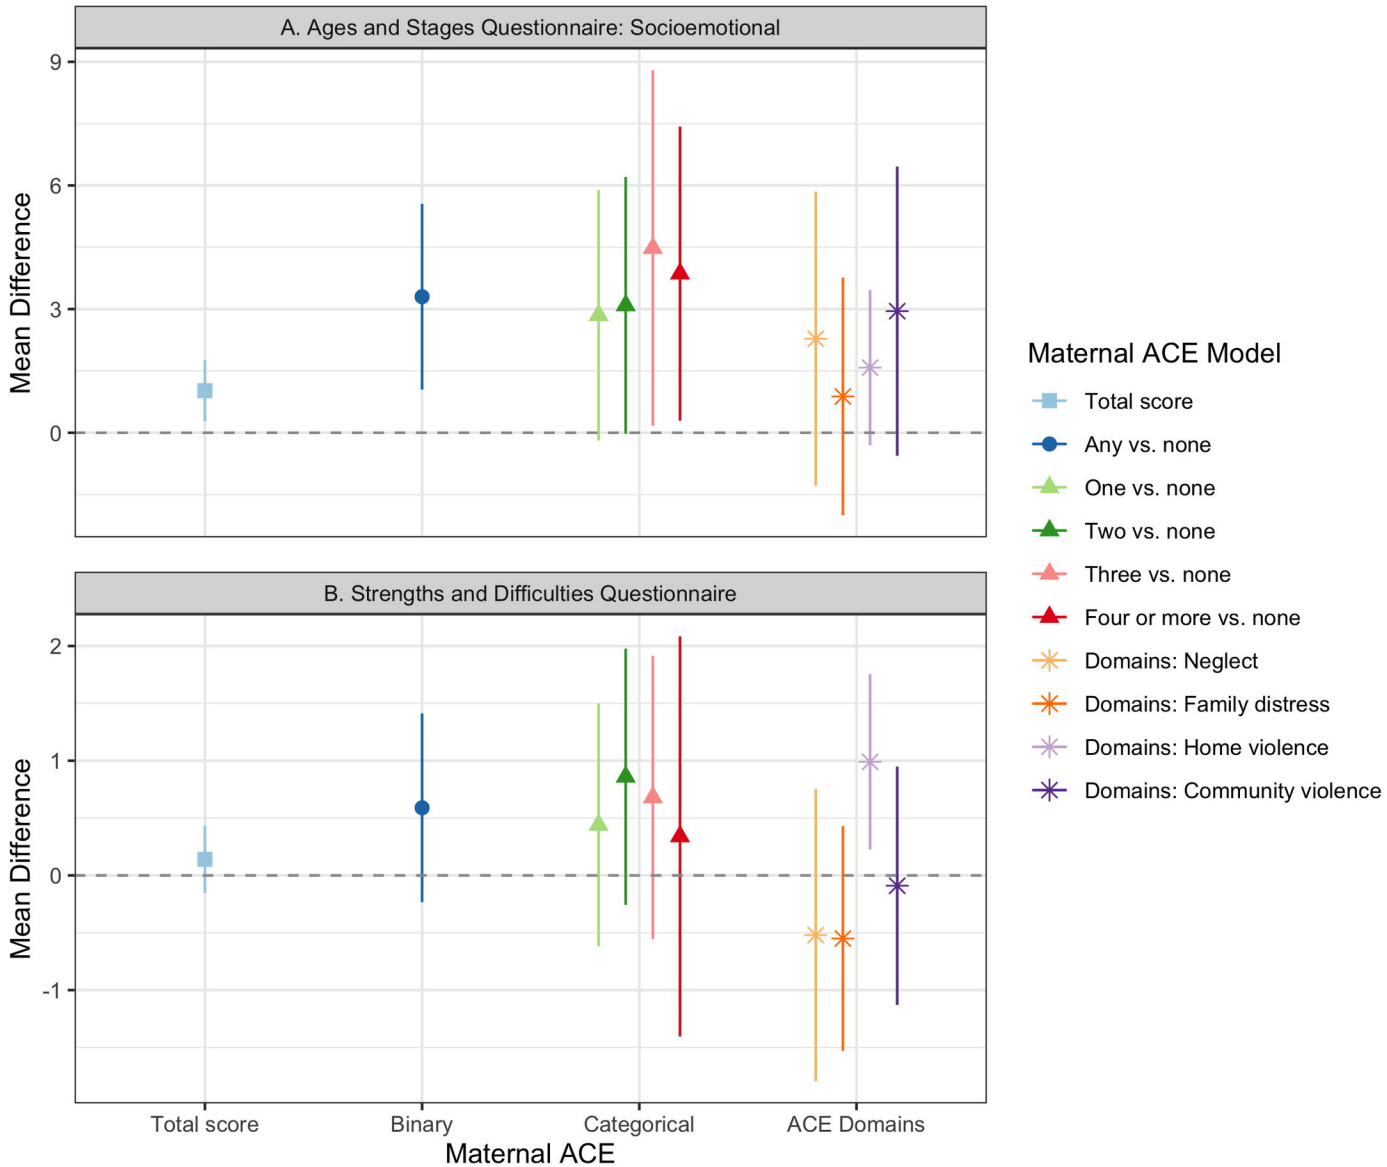 A. Ages and Stages Questionnaire: Socioemotional
9
6
3
0
Mean Difference
B. Strengths and Difficulties Questionnaire
2
1
0
-1
Mean Difference
Total score
Binary
Categorical
ACE Domains
Maternal ACE
Maternal ACE Model
Total score
Any vs. none
One vs. none
Two vs. none
Three vs. none
Four or more vs. none
Domains: Neglect
Domains: Family distress
Domains: Home violence
Domains: Community violence